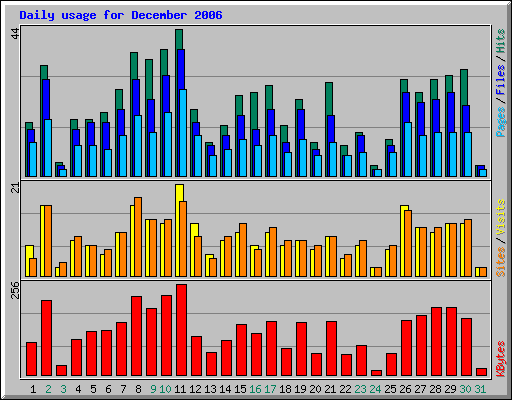 Daily usage for December 2006
44
Pages / Files / Hits
21
Sites / Visits
256
KBytes
1 2 3 4 5 6 7 8 9 10 11 12 13 14 15 16 17 18 19 20 21 22 23 24 25 26 27 28 29 30 31